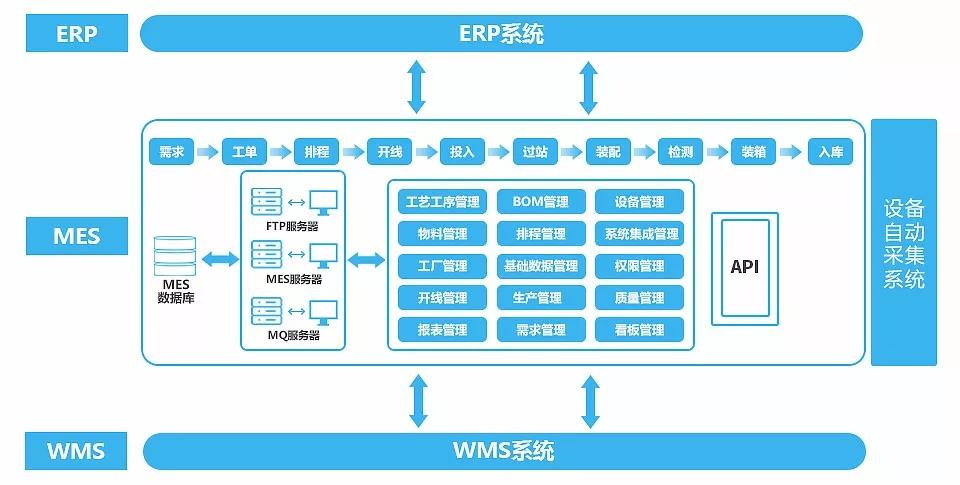 ERP
ERP系统
需求
工单
排程
开线
投入
过站
装配
检测
装箱
入库
MES
MES
数据库
FTP服务器
MES服务器
MQ服务器
工艺工序管理
BOM管理
设备管理
物料管理
排程管理
系统集成管理
工厂管理
基础数据管理
权限管理
开线管理
生产管理
质量管理
报表管理
需求管理
看板管理
API
设备
自动
采集
系统
WMS
WMS系统